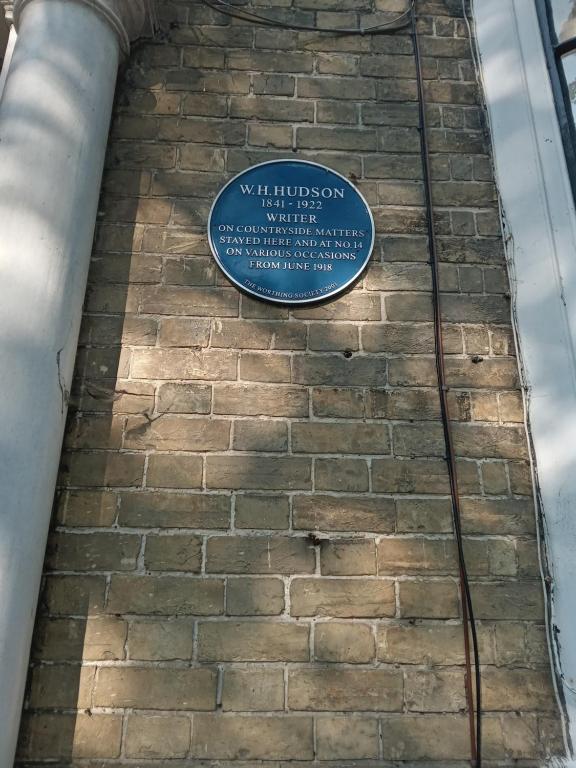 W.H.HUDSON
1841 - 1922
WRITER
ON COUNTRYSIDE MATTERS
STAYED HERE AND AT NO.14
ON VARIOUS OCCASIONS
FROM JUNE 1918
THE WORTHING SOCIETY 2001